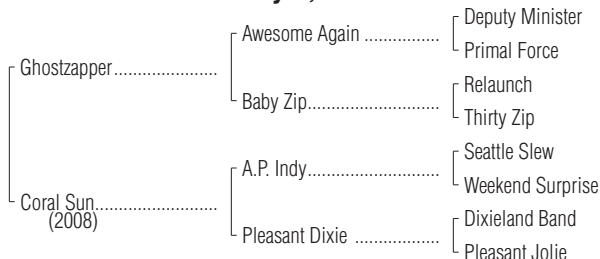 Deputy Minister
Awesome Again ................
Primal Force
Ghostzapper......................
Relaunch
Baby Zip............................
Thirty Zip
Seattle Slew
A.P. Indy............................
Weekend Surprise
Coral Sun..........................
(2008)
Dixieland Band
Pleasant Dixie ..................
Pleasant Jolie